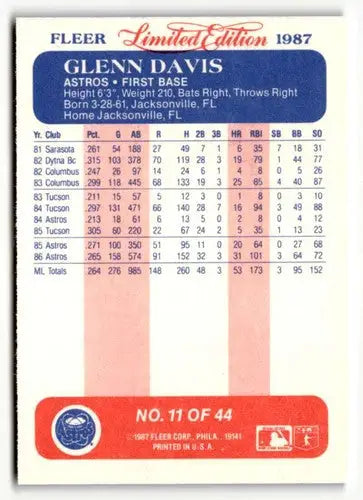 FLEER Limited Edition 1987
GLENN DAVIS
ASTROS • FIRST BASE
Height 6'3", Weight 210, Bats Right, Throws Right
Born 3-28-61, Jacksonville, FL
Home Jacksonville, FL
Yr. Club Pct. G AB R H 2B 3B HR RBI SB BB SO
81 Sarasota .261 54 188 27 49 7 1 6 35 7 18 31
82 Dytna Bc .315 103 378 70 119 28 3 19 79 4 44 77
82 Columbus .247 26 97 14 24 6 1 4 8 0 5 26
83 Columbus .299 118 445 68 133 19 3 25 85 4 40 87
83 Tucson .211 15 57 5 12 3 0 1 8 0 4 12
84 Tucson .297 131 471 66 140 28 7 16 94 3 49 88
84 Astros .213 18 61 6 13 5 0 2 8 0 4 12
85 Tucson .305 60 220 22 67 24 2 5 35 1 13 23
85 Astros .271 100 350 51 95 11 0 20 64 0 27 68
86 Astros .265 158 574 91 152 32 3 31 101 3 64 72
ML Totals .264 276 985 148 260 48 3 53 173 3 95 152
NO. 11 OF 44
©1987 FLEER CORP., PHILA. 19141
PRINTED IN U.S.A.